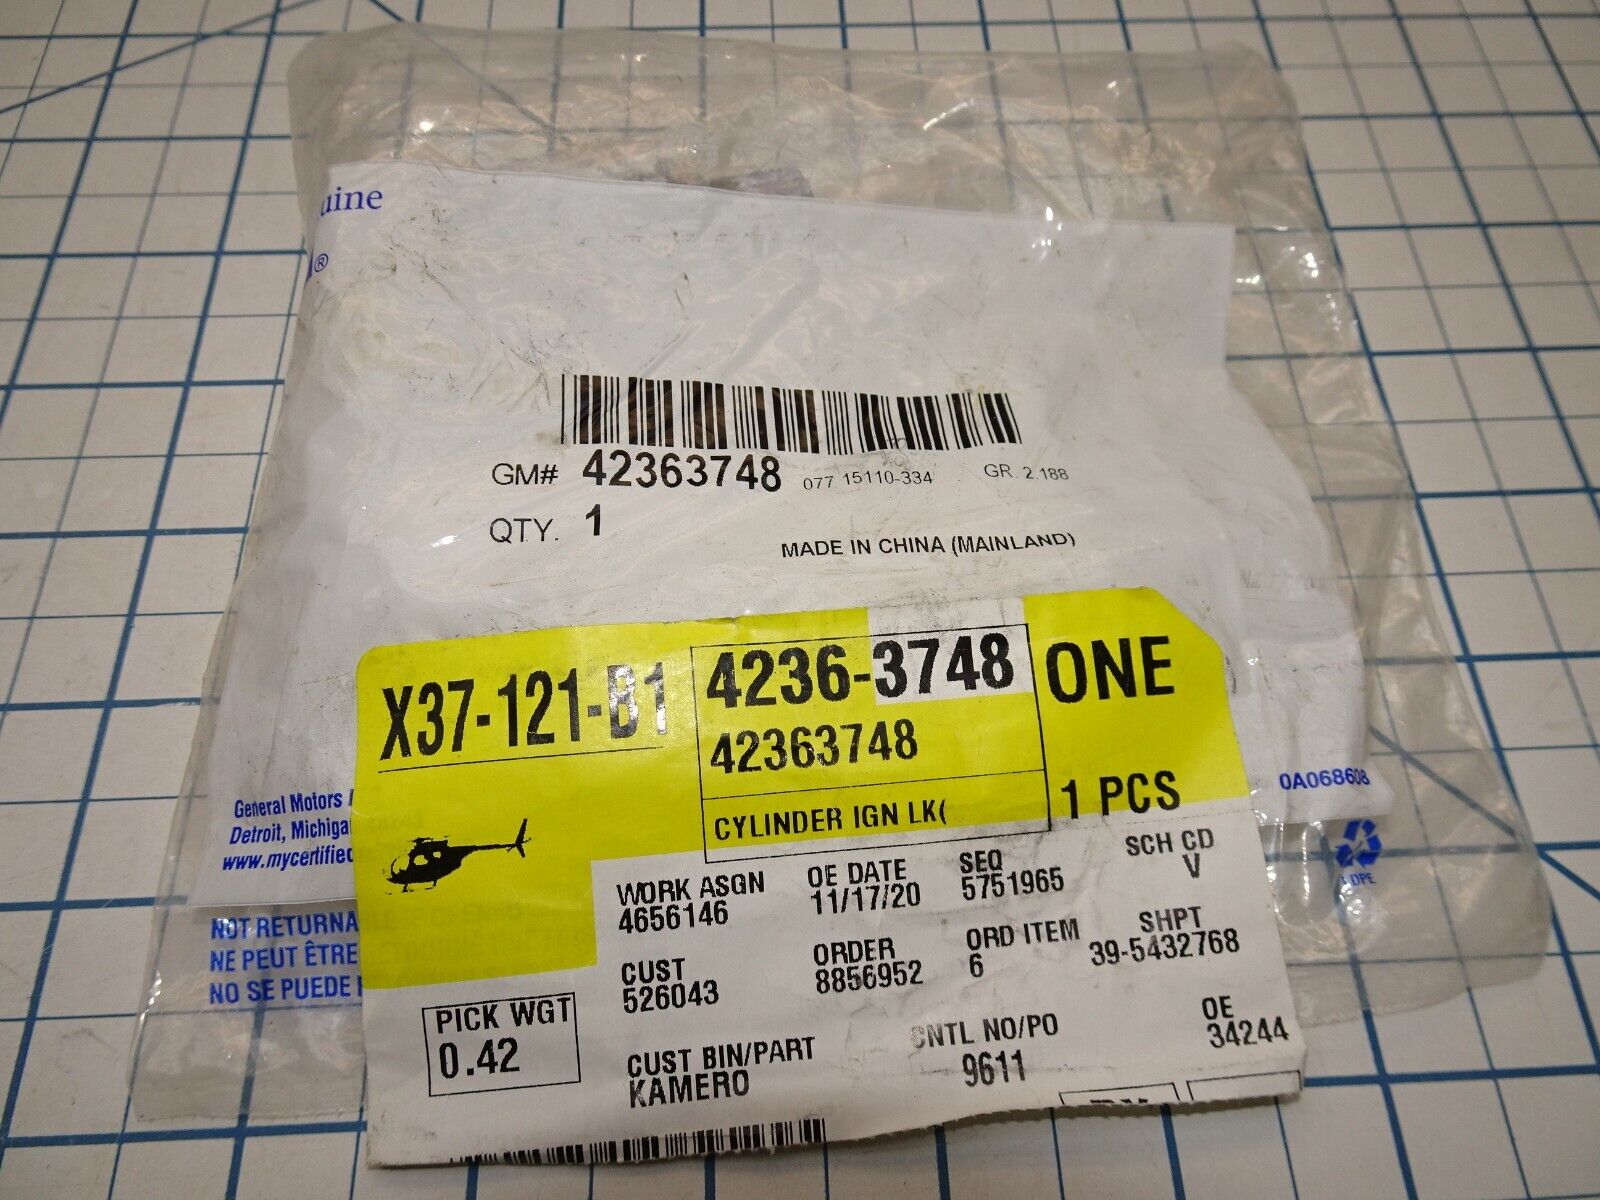 uine
®
GM# 42363748 077 15110-334 GR. 2.188
QTY. 1
MADE IN CHINA (MAINLAND)
X37-121-B1
4236-3748
42363748
CYLINDER IGN LK(
ONE
1 PCS
0A068608
General Motors
Detroit, Michiga
www.mycertified
NOT RETURNA
NE PEUT ÊTRE
NO SE PUEDE
WORK ASGN
4656146
OE DATE
11/17/20
SEQ
5751965
SCH CD
V
CUST
526043
ORDER
8856952
ORD ITEM
6
SHPT
39-5432768
PICK WGT
0.42
CUST BIN/PART
KAMERO
CNTL NO/PO
9611
OE
34244